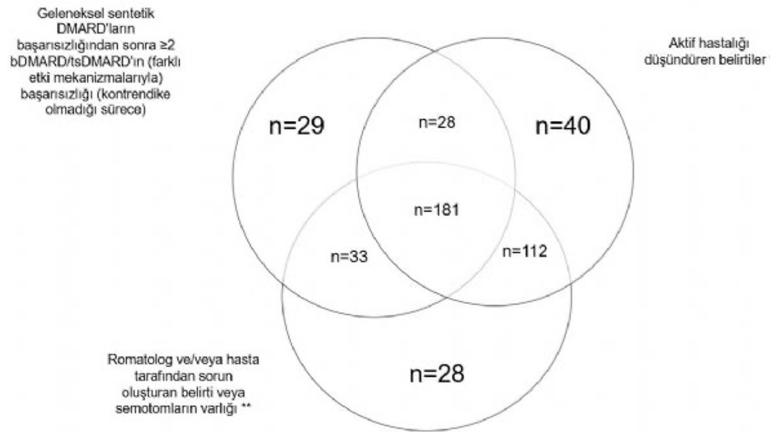 Geleneksel sentetik
DMARD'ların
başarısızlığından sonra ≥2
bDMARD/tsDMARD'ın (farklı
etki mekanizmalarıyla)
başarısızlığı (kontrendike
olmadığı sürece)
Aktif hastalığı
düşündüren belirtiler
n=29
n=28
n=40
n=181
n=33
n=112
n=28
Romatolog ve/veya hasta
tarafından sorun
oluşturan belirti veya
semotomların varlığı **